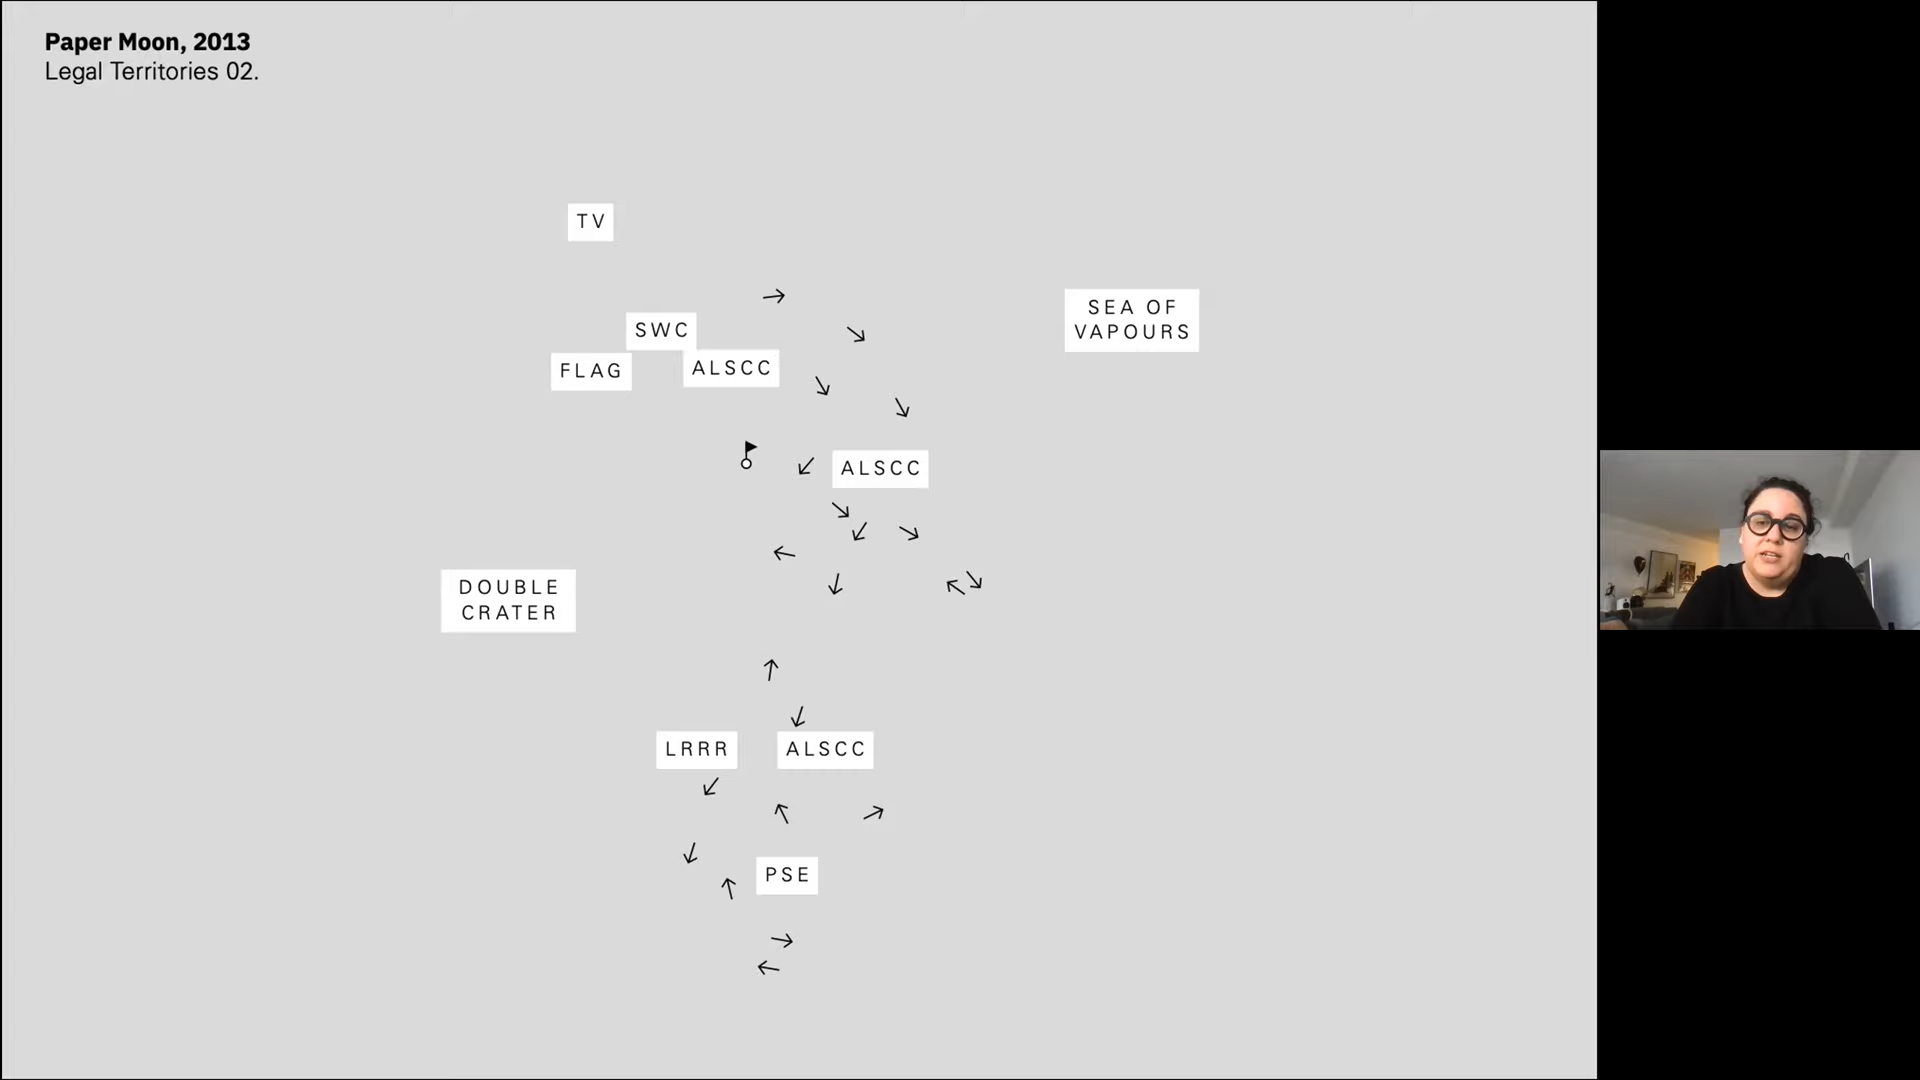 Paper Moon, 2013
Legal Territories 02.
TV
SEA OF
VAPOURS
SWC
FLAG
ALSCC
ALSCC
DOUBLE
CRATER
LRRR
ALSCC
PSE